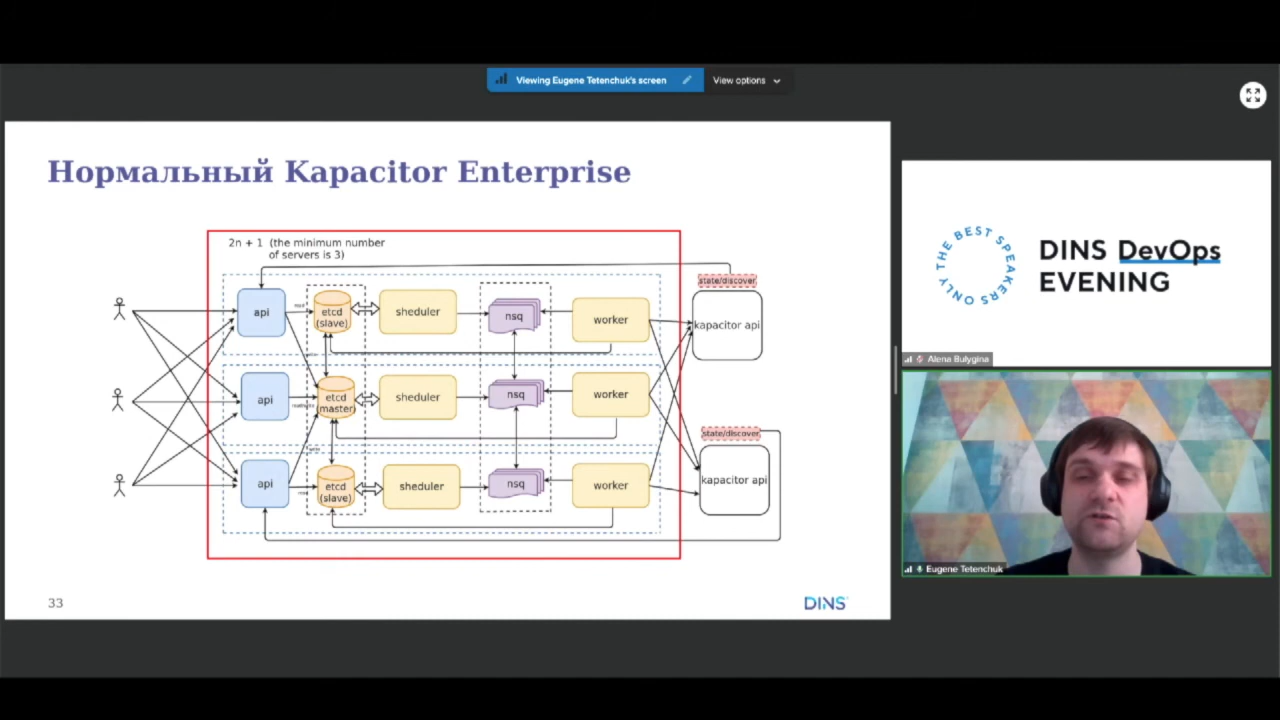 Viewing Eugene Tetenchuk's screen
View options
Нормальный Kapacitor Enterprise
2n + 1 (the minimum number
of servers is 3)
state/discover
api
etcd
(slave)
sheduler
nsq
worker
kapacitor api
api
etcd
(master)
sheduler
nsq
worker
state/discover
api
etcd
(slave)
sheduler
nsq
worker
kapacitor api
33
DINS
THE BEST SPEAKERS ONLY
DINS DevOps
EVENING
Alena Bulygina
Eugene Tetenchuk